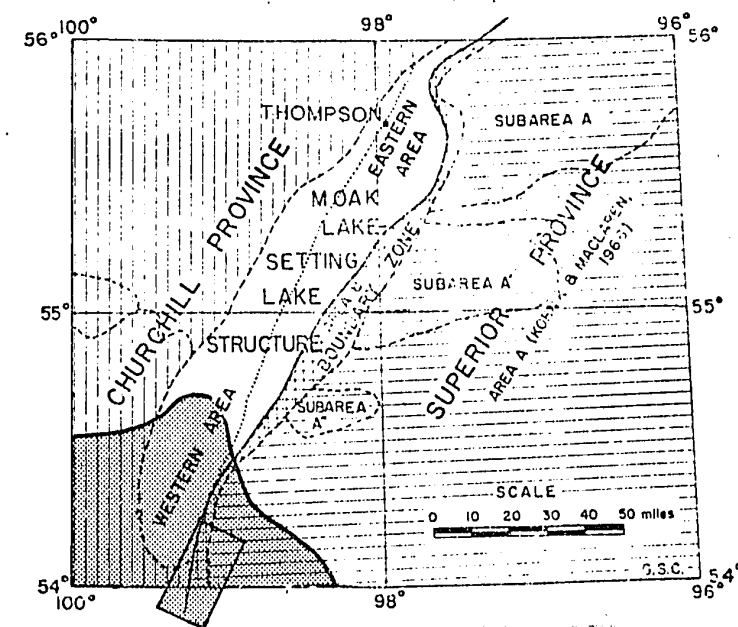 100°
98°
96°
56°
56°
THOMPSON
EASTERN
AREA
SUBAREA A
CHURCHILL PROVINCE
MOAK
LAKE
SETTING
LAKE
STRUCTURE
BOUNDARY ZONE
SUBAREA A'
SUPERIOR PROVINCE
AREA A (KORNIK & MACLAREN,
55°
55°
SUBAREA
A"
WESTERN AREA
SCALE
0 10 20 30 40 50 miles
G.S.C.
54°
54°
100°
98°
96°